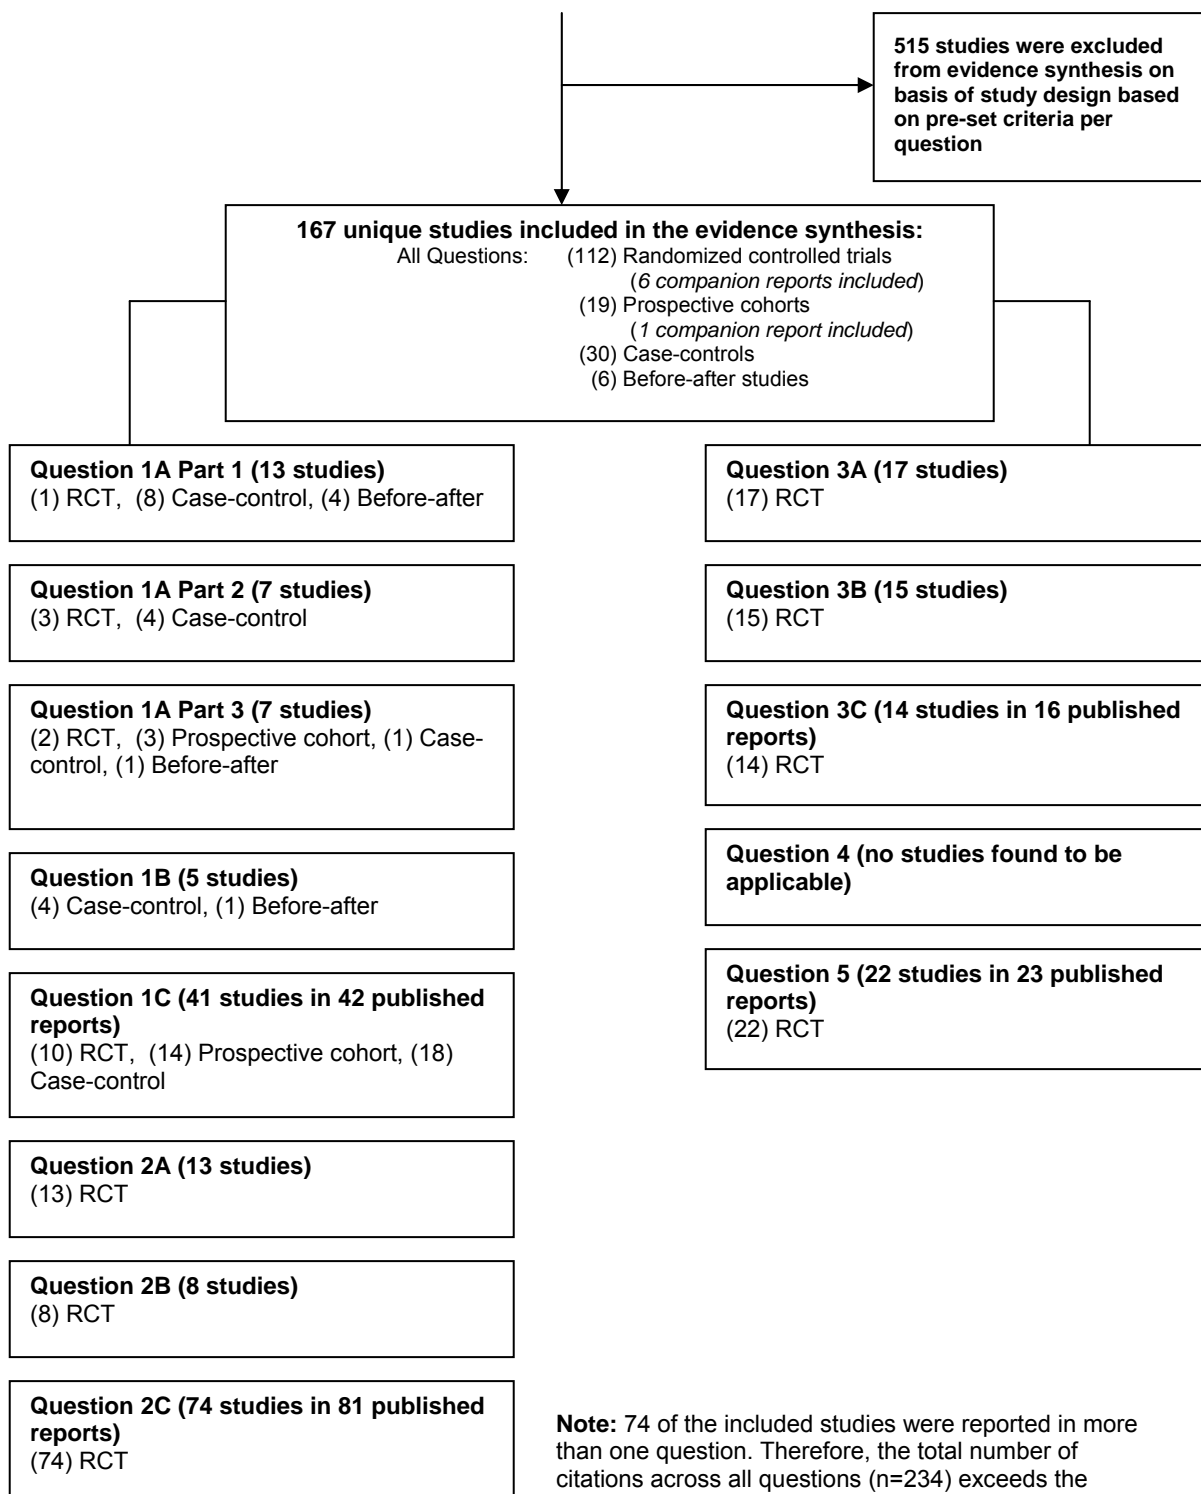 515 studies were excluded
from evidence synthesis on
basis of study design based
on pre-set criteria per
question
167 unique studies included in the evidence synthesis:
All Questions: (112) Randomized controlled trials
(6 companion reports included)
(19) Prospective cohorts
(1 companion report included)
(30) Case-controls
(6) Before-after studies
Question 1A Part 1 (13 studies)
(1) RCT, (8) Case-control, (4) Before-after
Question 1A Part 2 (7 studies)
(3) RCT, (4) Case-control
Question 1A Part 3 (7 studies)
(2) RCT, (3) Prospective cohort, (1) Case-
control, (1) Before-after
Question 1B (5 studies)
(4) Case-control, (1) Before-after
Question 1C (41 studies in 42 published
reports)
(10) RCT, (14) Prospective cohort, (18)
Case-control
Question 2A (13 studies)
(13) RCT
Question 2B (8 studies)
(8) RCT
Question 2C (74 studies in 81 published
reports)
(74) RCT
Question 3A (17 studies)
(17) RCT
Question 3B (15 studies)
(15) RCT
Question 3C (14 studies in 16 published
reports)
(14) RCT
Question 4 (no studies found to be
applicable)
Question 5 (22 studies in 23 published
reports)
(22) RCT
Note: 74 of the included studies were reported in more
than one question. Therefore, the total number of
citations across all questions (n=234) exceeds the